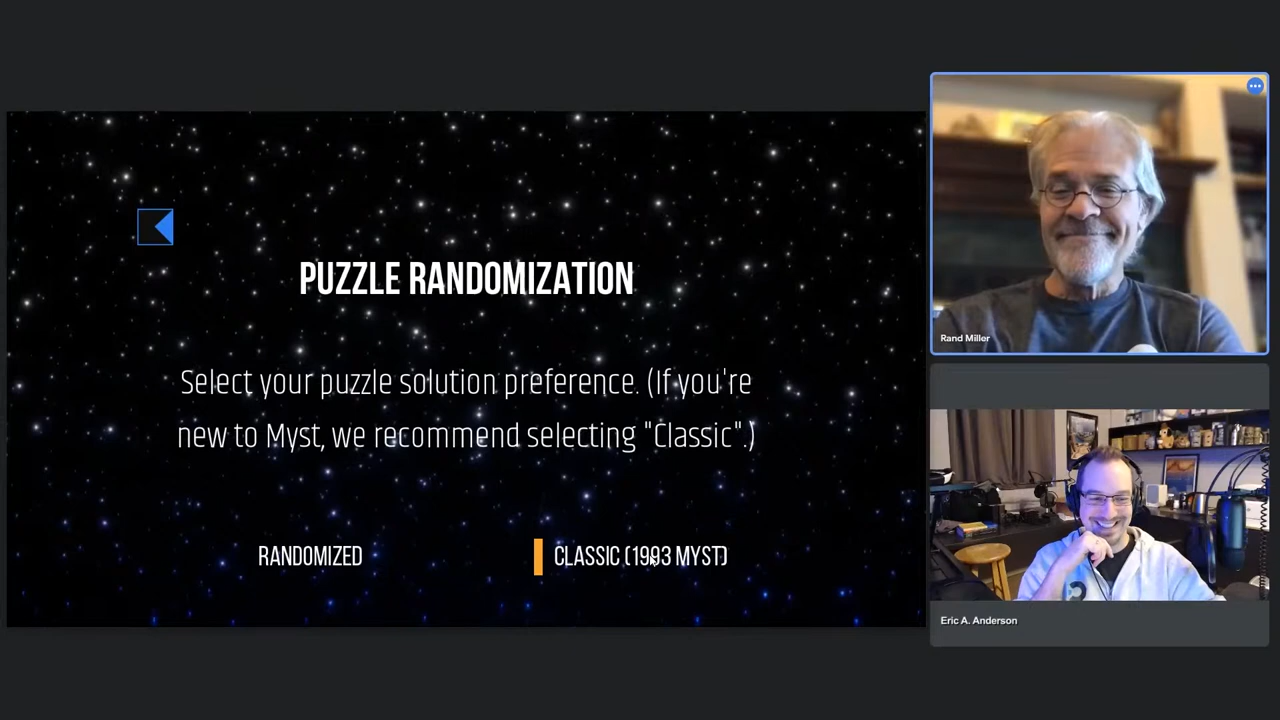 PUZZLE RANDOMIZATION
Select your puzzle solution preference. (If you're
new to Myst, we recommend selecting "Classic".)
RANDOMIZED
CLASSIC (1993 MYST)
Rand Miller
Eric A. Anderson